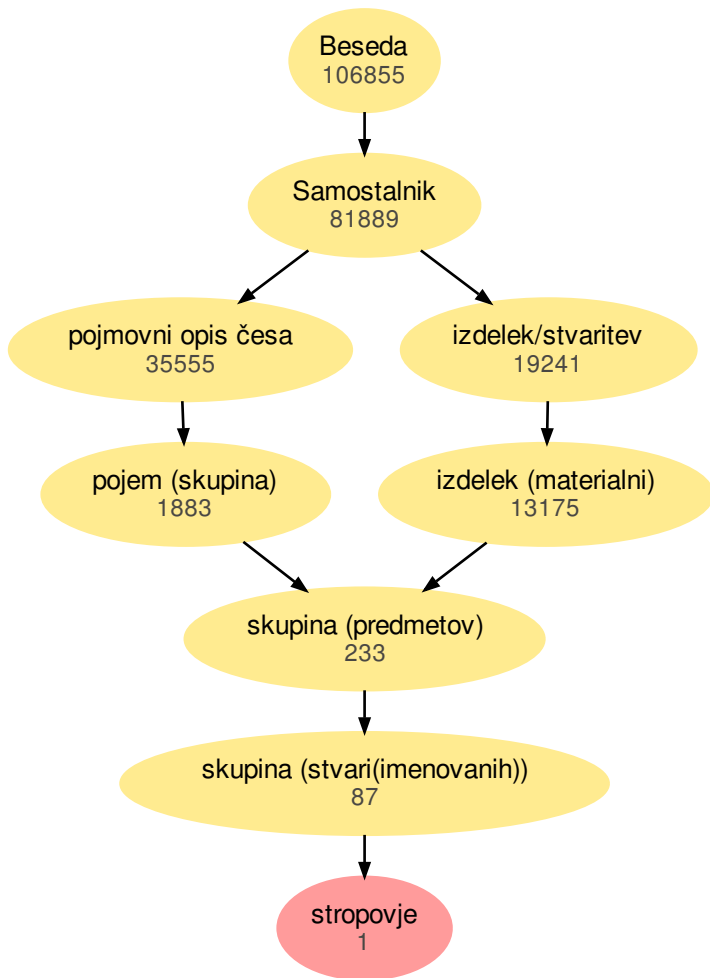 Beseda
106855
Samostalnik
81889
pojmovni opis česa
35555
izdelek/stvaritev
19241
pojem (skupina)
1883
izdelek (materialni)
13175
skupina (predmetov)
233
skupina (stvari(imenovanih))
87
stropovje
1